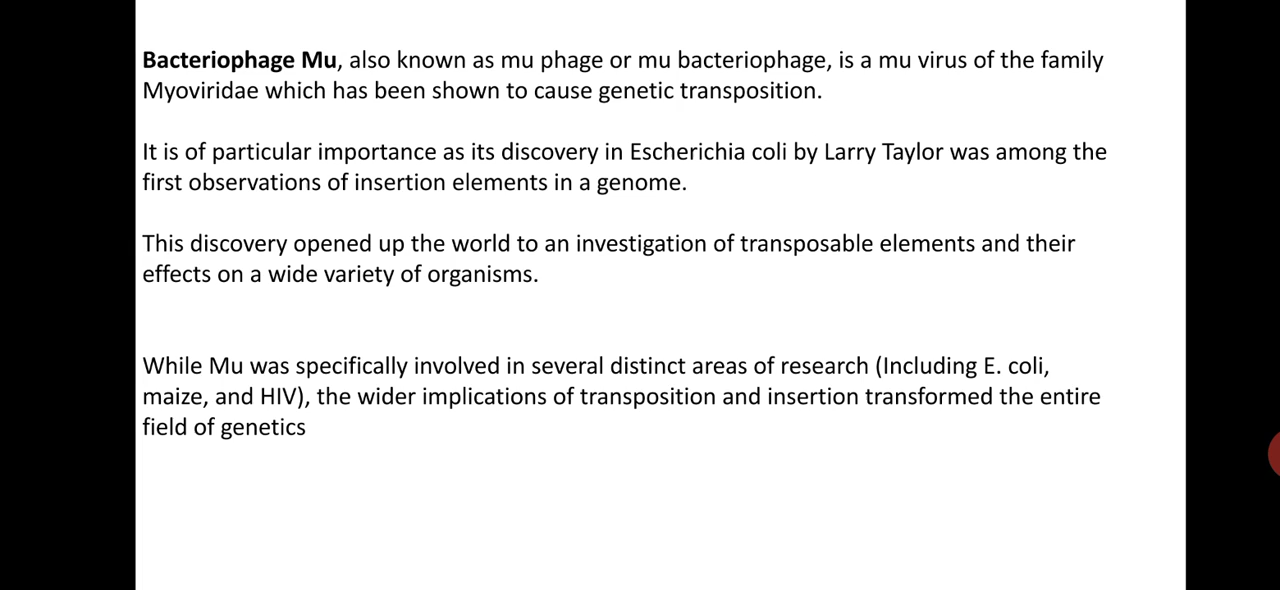 Bacteriophage Mu, also known as mu phage or mu bacteriophage, is a mu virus of the family
Myoviridae which has been shown to cause genetic transposition.
It is of particular importance as its discovery in Escherichia coli by Larry Taylor was among the
first observations of insertion elements in a genome.
This discovery opened up the world to an investigation of transposable elements and their
effects on a wide variety of organisms.
While Mu was specifically involved in several distinct areas of research (Including E. coli,
maize, and HIV), the wider implications of transposition and insertion transformed the entire
field of genetics